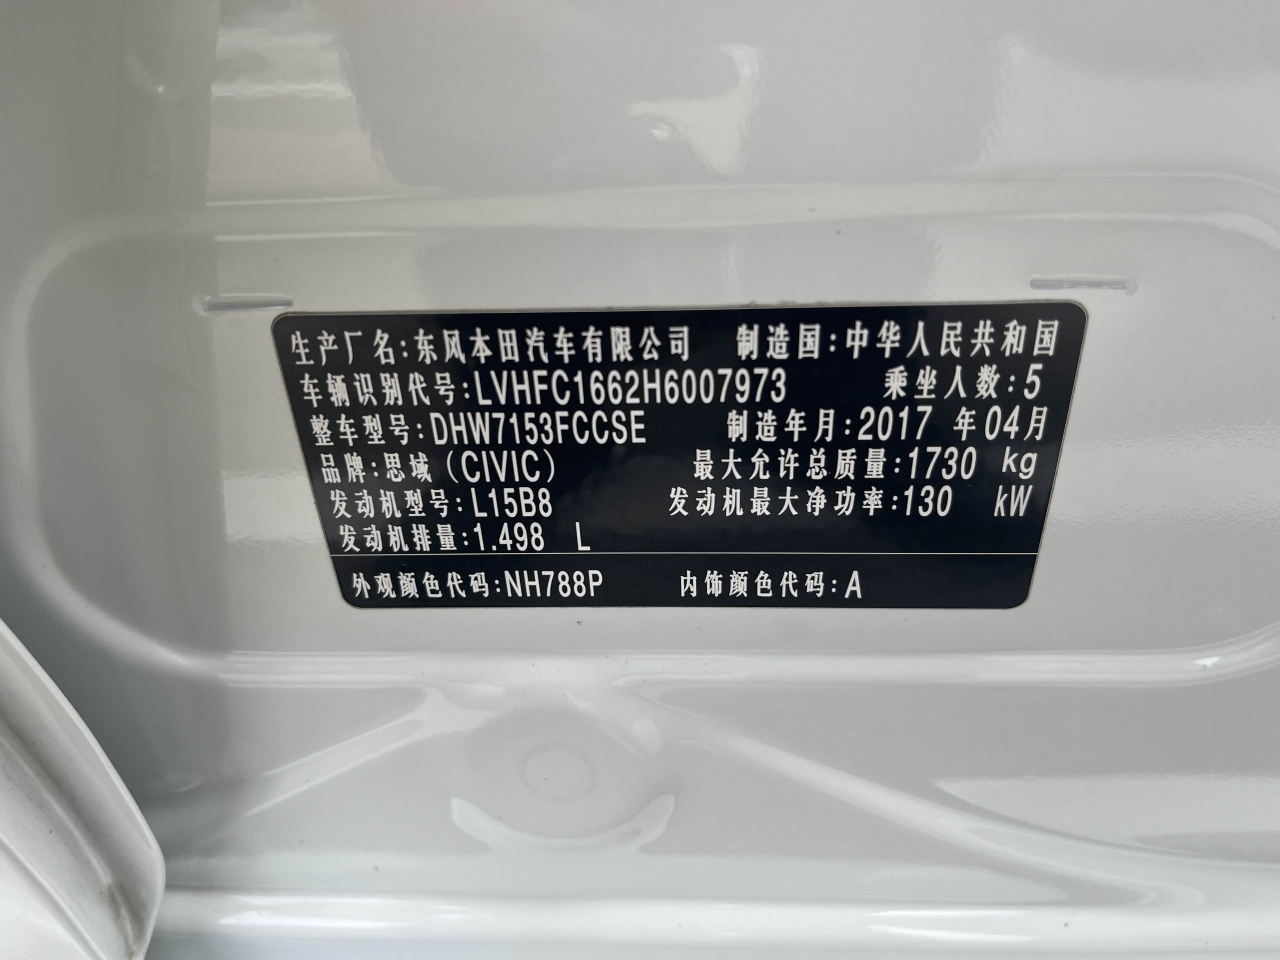 生产厂名:东风本田汽车有限公司 制造国:中华人民共和国
车辆识别代号:LVHFC1662H6007973 乘坐人数:5
整车型号:DHW7153FCCSE 制造年月:2017 年04月
品牌:思域(CIVIC) 最大允许总质量:1730 kg
发动机型号:L15B8 发动机最大净功率:130 kW
发动机排量:1.498 L
外观颜色代码:NH788P 内饰颜色代码:A